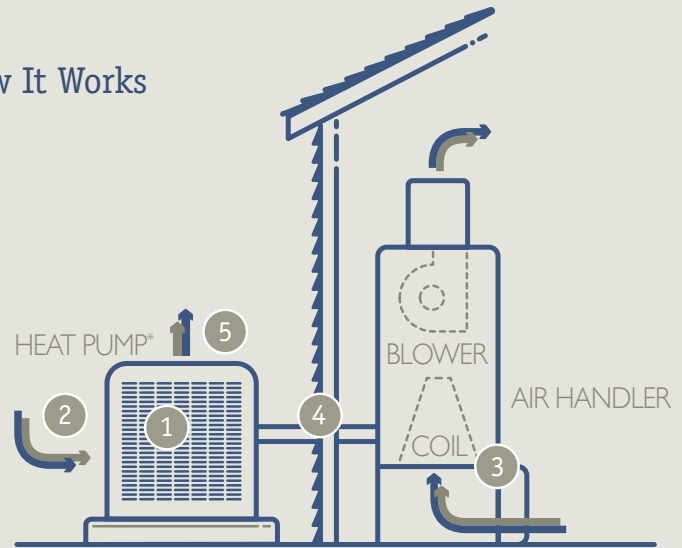 It Works
5
HEAT PUMP*
BLOWER
2
1
4
AIR HANDLER
COIL
3